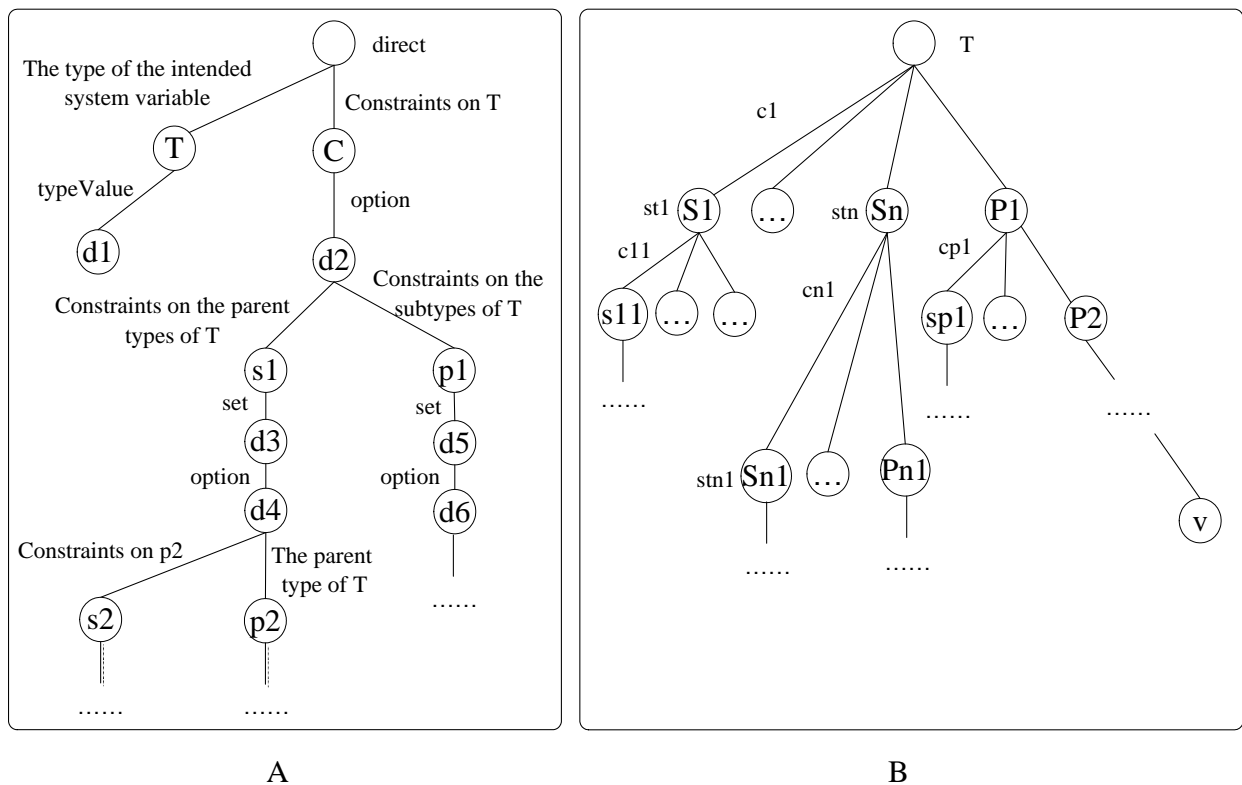 direct
The type of the intended
system variable
Constraints on T
T
C
typeValue
option
d1
d2
Constraints on the parent
types of T
Constraints on the
subtypes of T
s1
p1
set
set
d3
d5
option
option
d4
d6
Constraints on p2
The parent
type of T
......
s2
p2
......
......
A
T
c1
st1
S1
...
stn
Sn
P1
c11
cn1
cp1
s11
...
...
sp1
...
P2
......
......
......
stn1
Sn1
...
Pn1
v
......
......
B